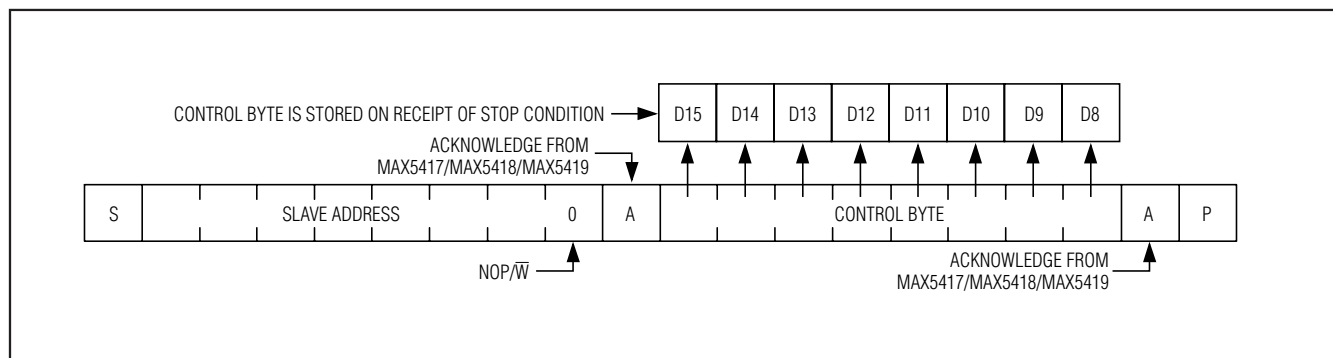 CONTROL BYTE IS STORED ON RECEIPT OF STOP CONDITION D15 D14 D13 D12 D11 D10 D9 D8
ACKNOWLEDGE FROM
MAX5417/MAX5418/MAX5419
S SLAVE ADDRESS 0 A CONTROL BYTE A P
NOP/W̅
ACKNOWLEDGE FROM
MAX5417/MAX5418/MAX5419